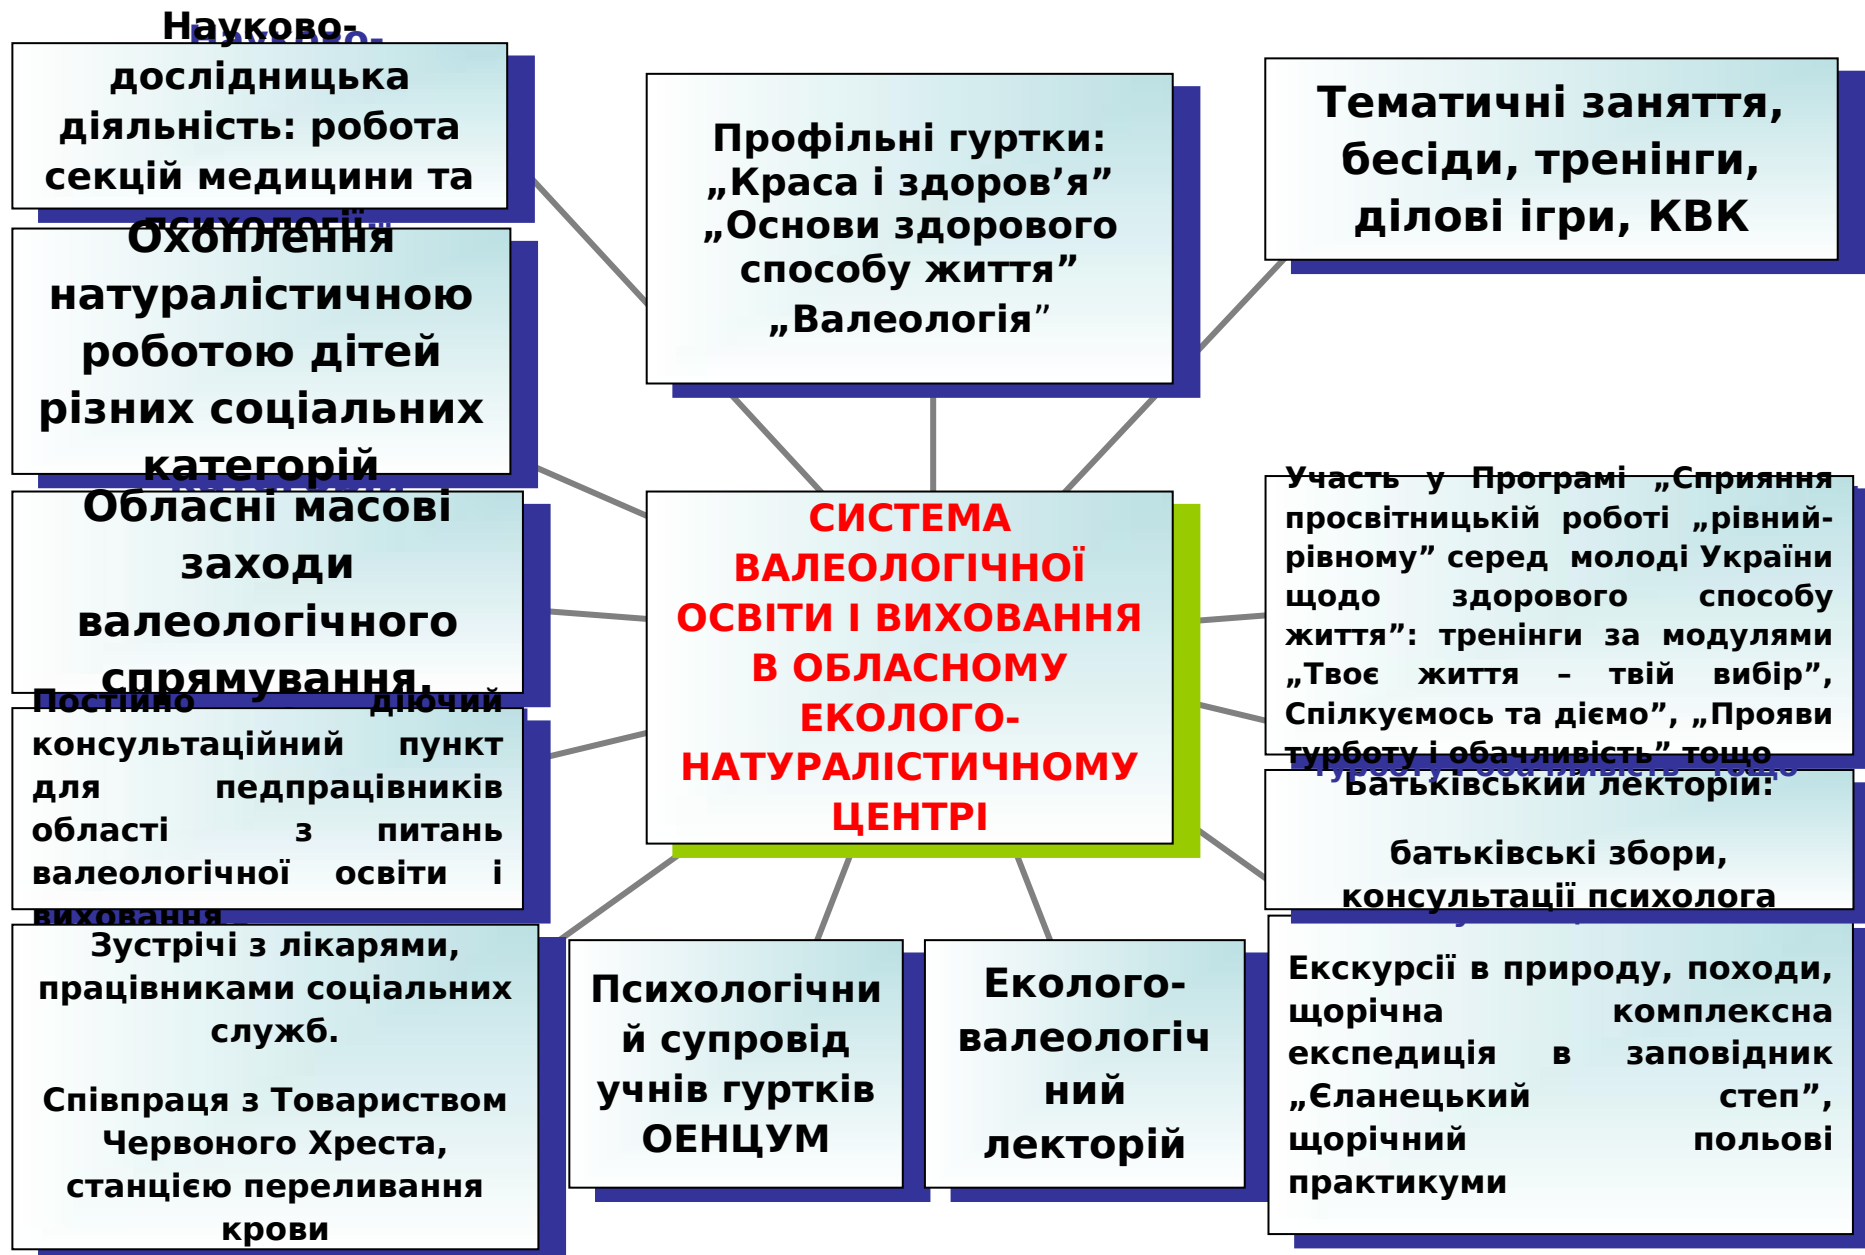 Науково-
дослідницька
діяльність: робота
секцій медицини та
психології
Охоплення
натуралістичною
роботою дітей
різних соціальних
категорій
Обласні масові
заходи
валеологічного
спрямування.
Постійно діючий
консультаційний пункт
для педпрацівників
області з питань
валеологічної освіти і
виховання
Зустрічі з лікарями,
працівниками соціальних
служб.
Співпраця з Товариством
Червоного Хреста,
станцією переливання
крови
Профільні гуртки:
„Краса і здоров’я”
„Основи здорового
способу життя”
„Валеологія”
СИСТЕМА
ВАЛЕОЛОГІЧНОЇ
ОСВІТИ І ВИХОВАННЯ
В ОБЛАСНОМУ
ЕКОЛОГО-
НАТУРАЛІСТИЧНОМУ
ЦЕНТРІ
Психологічни
й супровід
учнів гуртків
ОЕНЦУМ
Еколого-
валеологіч
ний
лекторій
Тематичні заняття,
бесіди, тренінги,
ділові ігри, КВК
Участь у Програмі „Сприяння
просвітницькій роботі „рівний-
рівному” серед молоді України
щодо здорового способу
життя”: тренінги за модулями
„Твоє життя – твій вибір”,
Спілкуємось та діємо”, „Прояви
турботу і обачливість” тощо
Батьківський лекторій:
батьківські збори,
консультації психолога
Екскурсії в природу, походи,
щорічна комплексна
експедиція в заповідник
„Єланецький степ”,
щорічний польові
практикуми